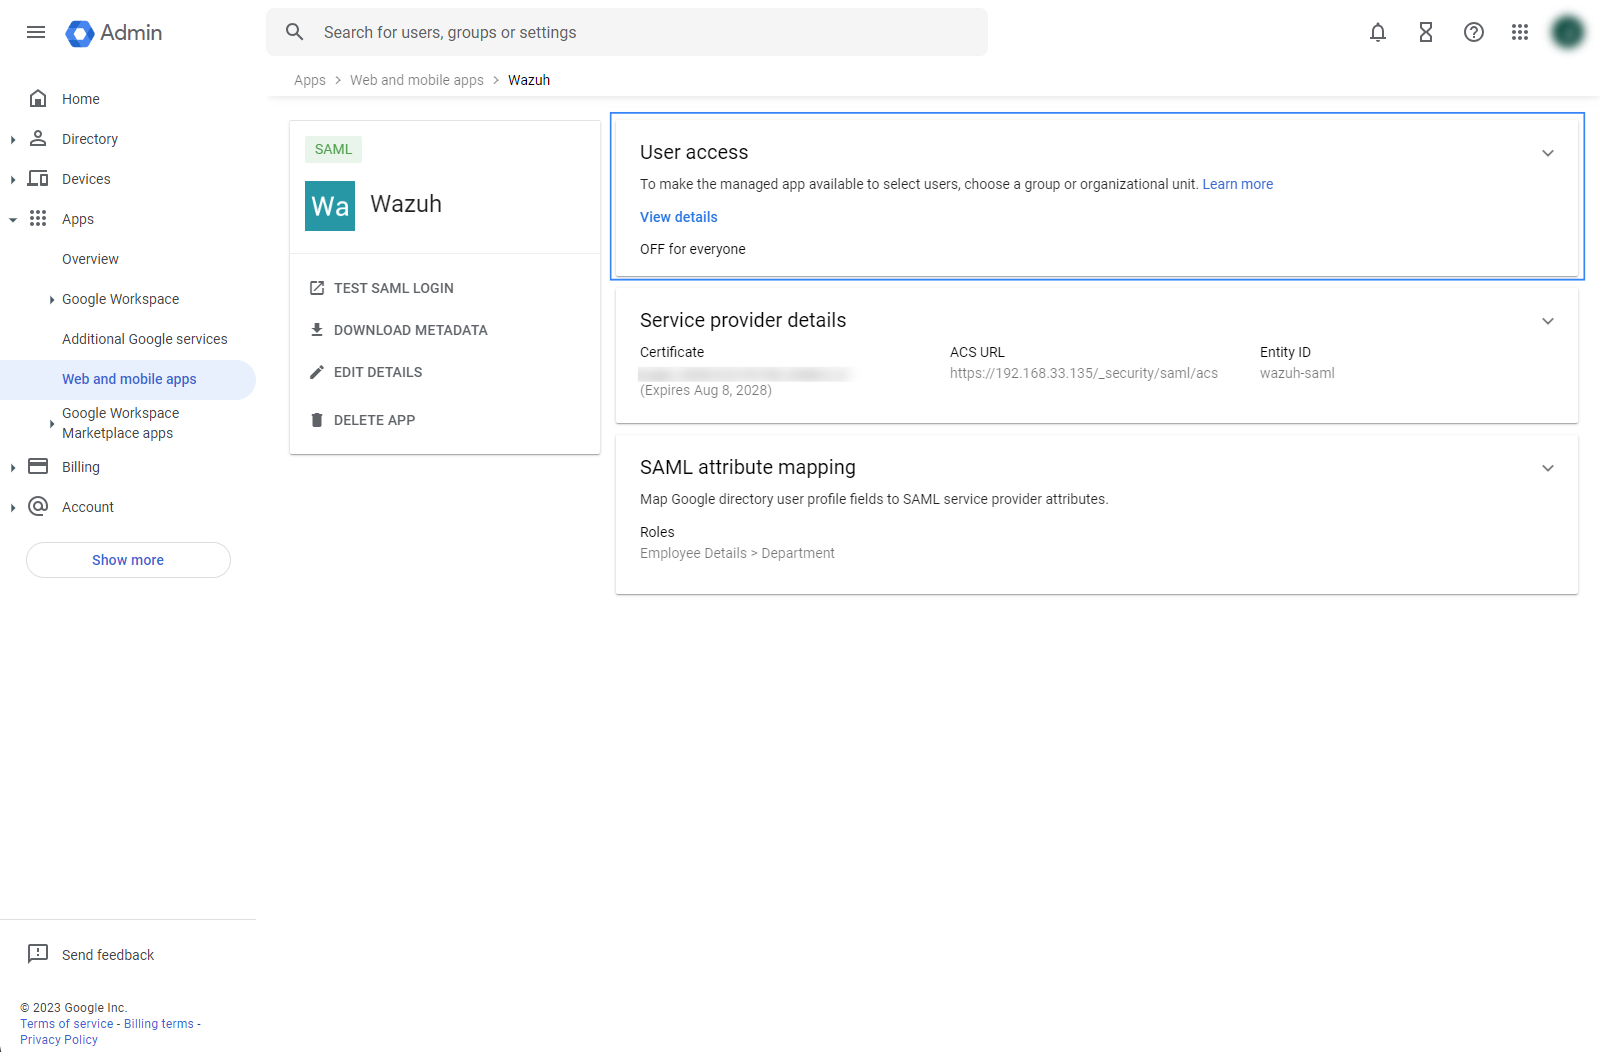 Admin
Search for users, groups or settings
Apps > Web and mobile apps > Wazuh
Home
Directory
Devices
Apps
Overview
Google Workspace
Additional Google services
Web and mobile apps
Google Workspace
Marketplace apps
Billing
Account
Show more
Send feedback
© 2023 Google Inc.
Terms of service - Billing terms -
Privacy Policy
SAML
Wa
Wazuh
TEST SAML LOGIN
DOWNLOAD METADATA
EDIT DETAILS
DELETE APP
User access
To make the managed app available to select users, choose a group or organizational unit. Learn more
View details
OFF for everyone
Service provider details
Certificate
(Expires Aug 8, 2028)
ACS URL
https://192.168.33.135/_security/saml/acs
Entity ID
wazuh-saml
SAML attribute mapping
Map Google directory user profile fields to SAML service provider attributes.
Roles
Employee Details > Department